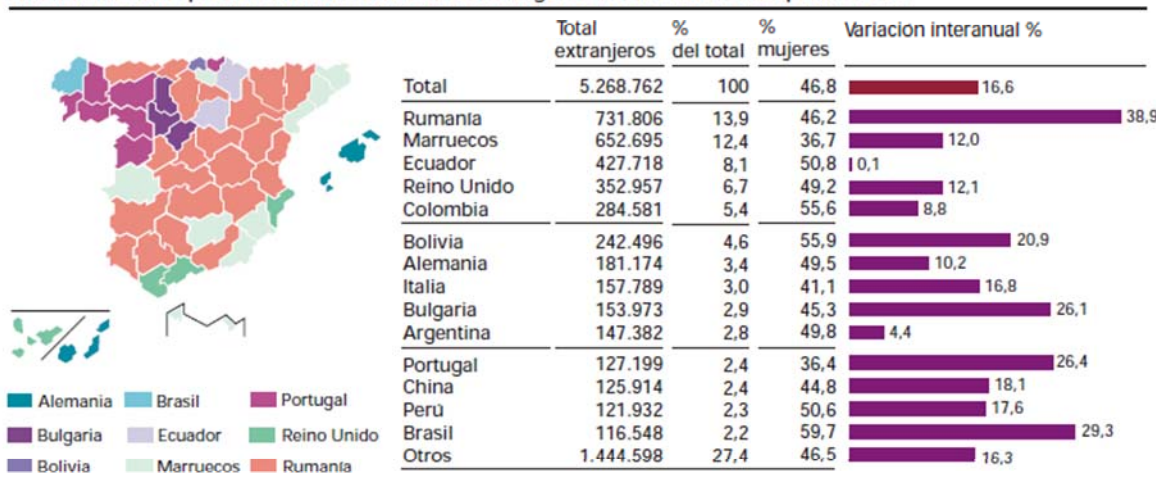 Total extranjeros % del total % mujeres Variación interanual %
Total 5.268.762 100 46,8 16,6
Rumanía 731.806 13,9 46,2 38,9
Marruecos 652.695 12,4 36,7 12,0
Ecuador 427.718 8,1 50,8 0,1
Reino Unido 352.957 6,7 49,2 12,1
Colombia 284.581 5,4 55,6 8,8
Bolivia 242.496 4,6 55,9 20,9
Alemania 181.174 3,4 49,5 10,2
Italia 157.789 3,0 41,1 16,8
Bulgaria 153.973 2,9 45,3 26,1
Argentina 147.382 2,8 49,8 4,4
Portugal 127.199 2,4 36,4 26,4
China 125.914 2,4 44,8 18,1
Perú 121.932 2,3 50,6 17,6
Brasil 116.548 2,2 59,7 29,3
Otros 1.444.598 27,4 46,5 16,3
Alemania Brasil Portugal
Bulgaria Ecuador Reino Unido
Bolivia Marruecos Rumanía